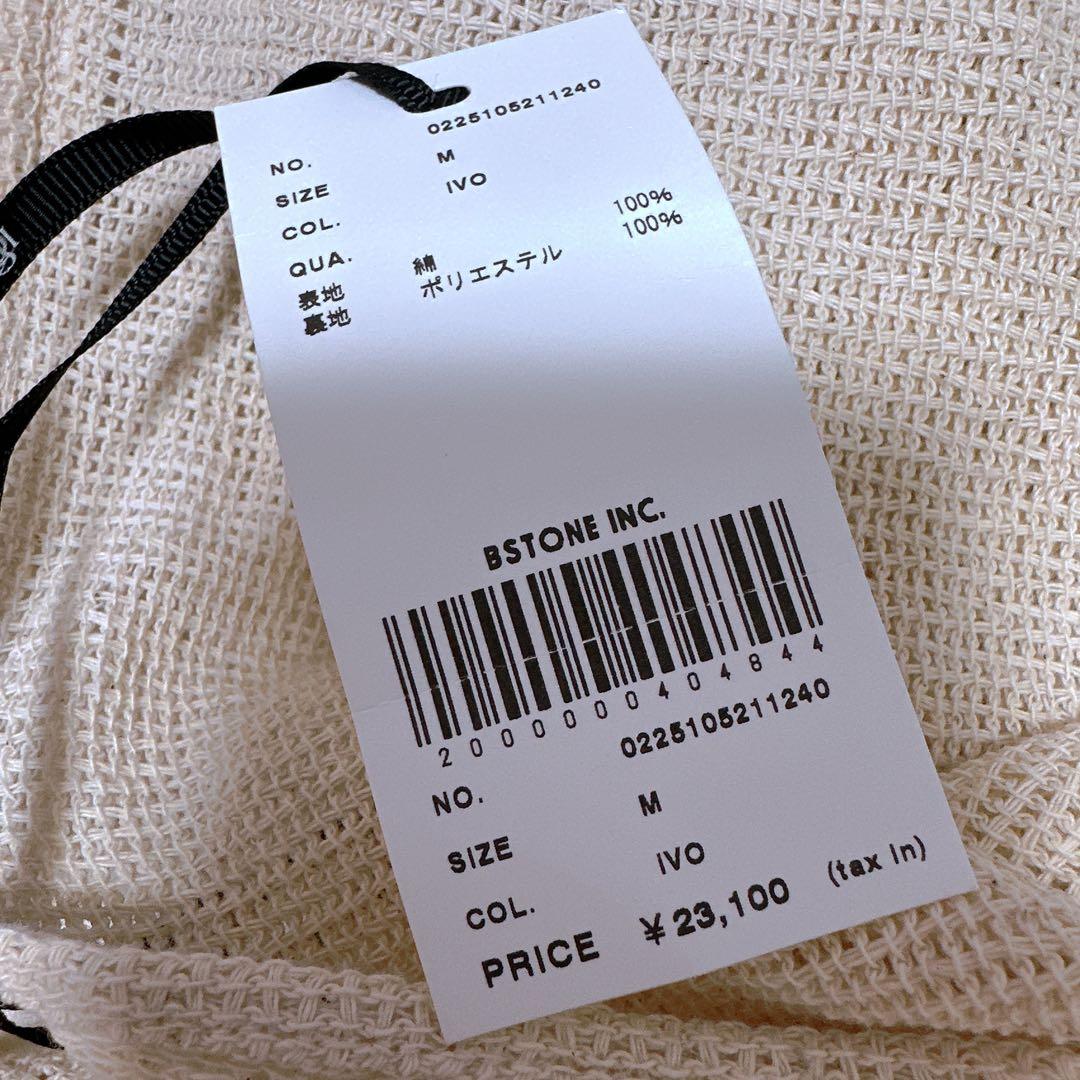 NO. 0225105211240
SIZE M
COL. IVO
QUA.
表地 綿 100%
裏地 ポリエステル 100%
BSTONE INC.
2000000404844
NO. 0225105211240
SIZE M
COL. IVO
PRICE ¥23,100 (tax in)